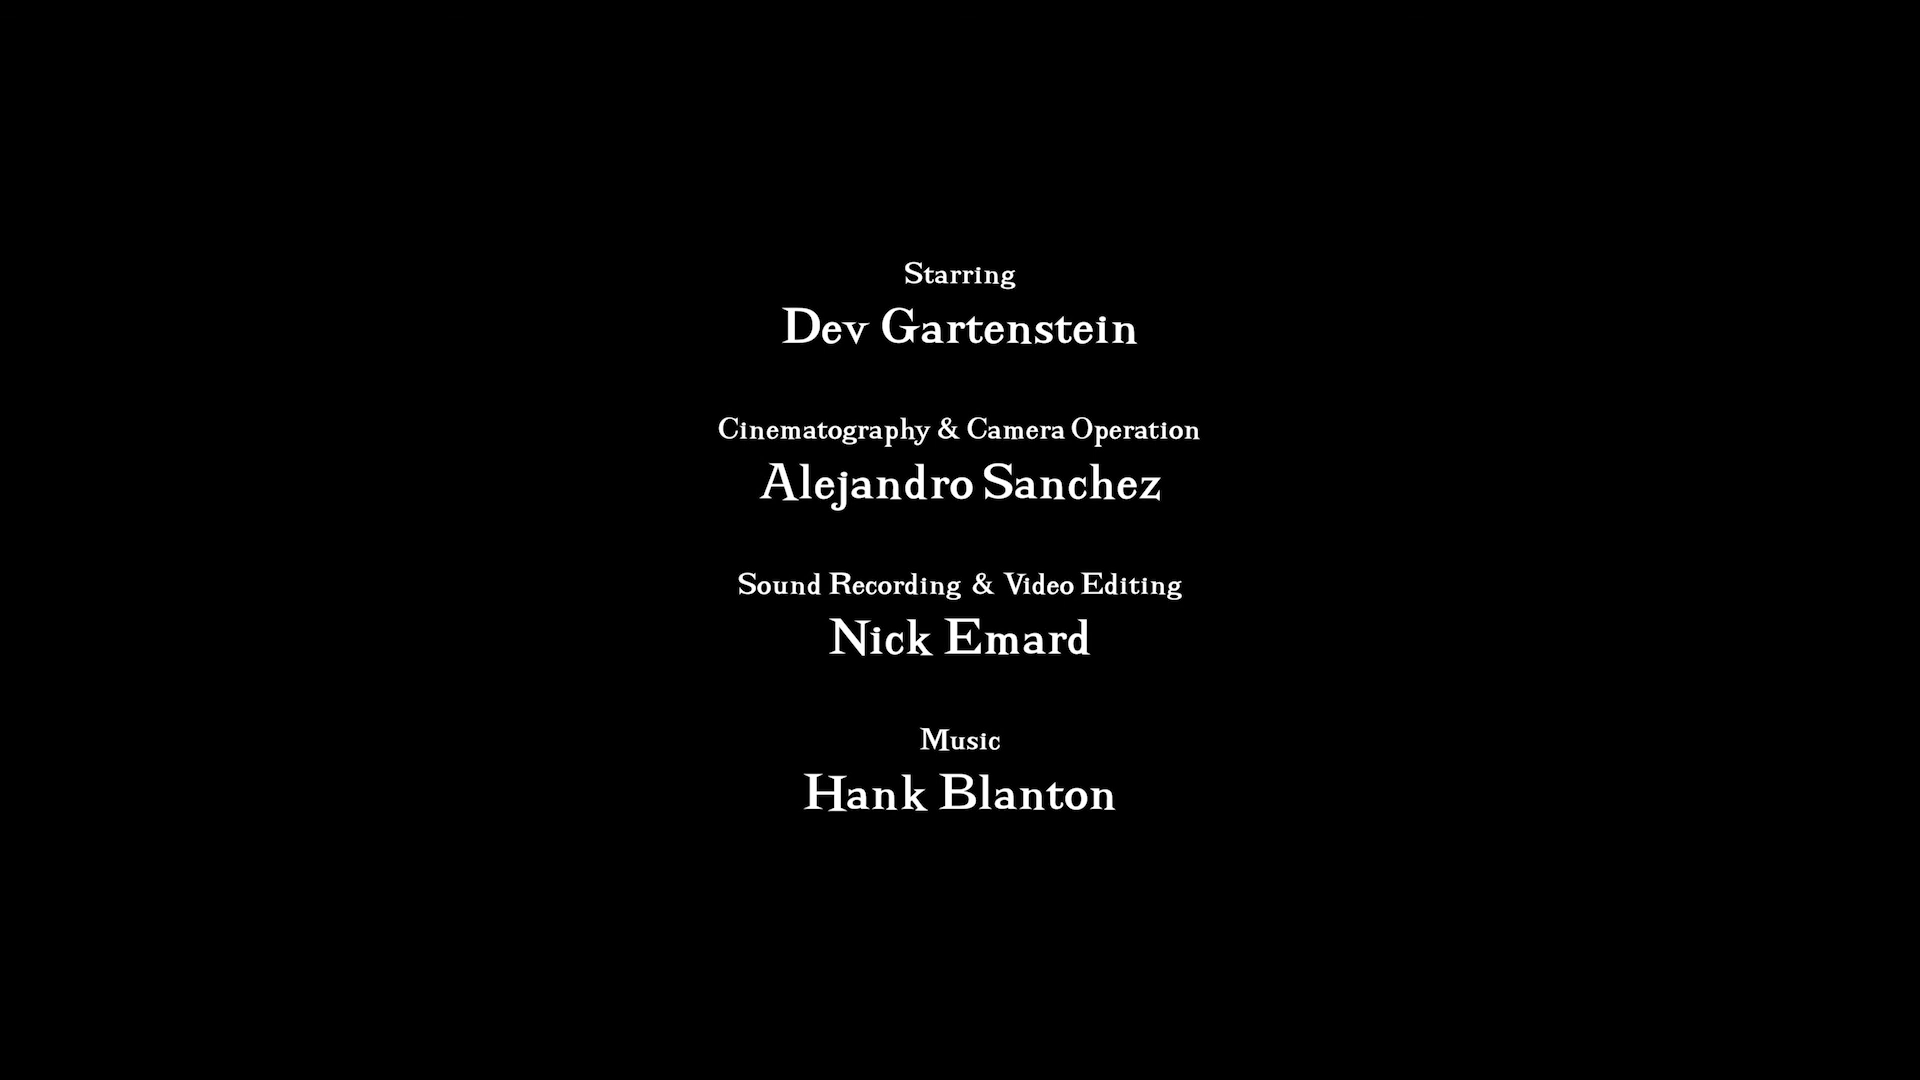 Starring
Dev Gartenstein
Cinematography & Camera Operation
Alejandro Sanchez
Sound Recording & Video Editing
Nick Emard
Music
Hank Blanton